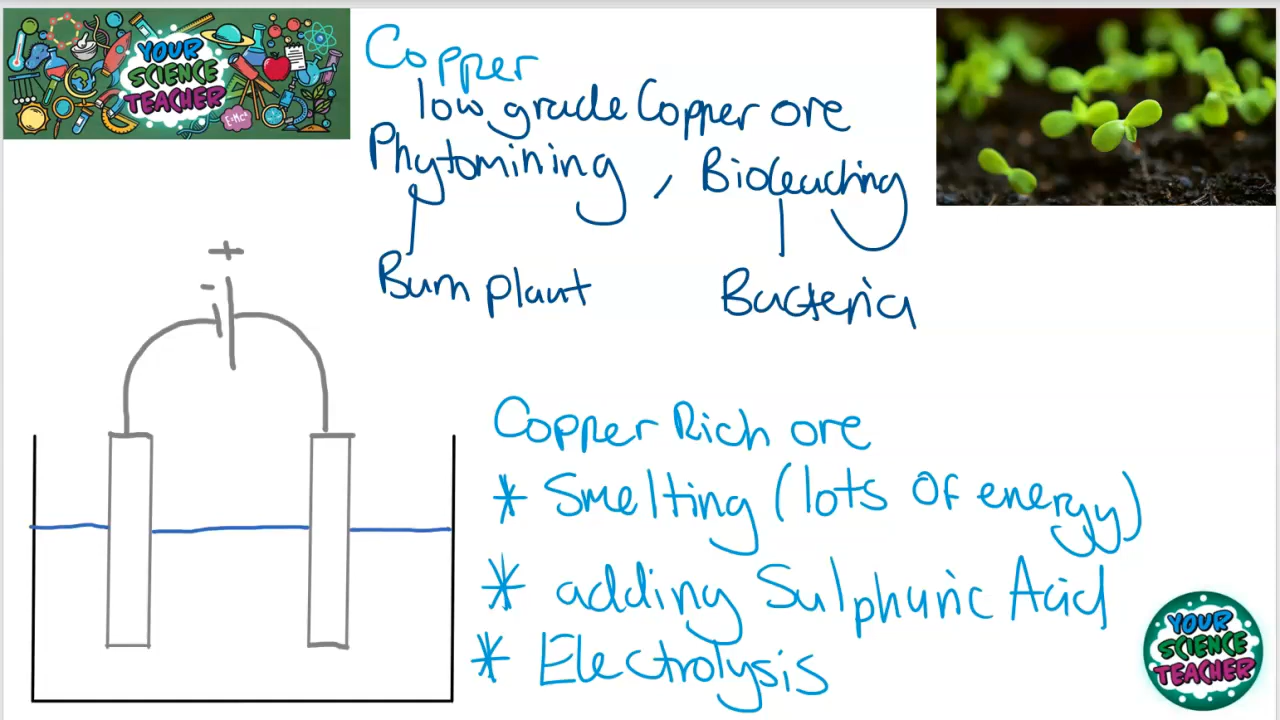 YOUR
SCIENCE
TEACHER
E=Mc²
Copper
low grade Copper ore
Phytomining , Bioleaching
Burn plant Bacteria
+
-
Copper Rich ore
* Smelting (lots of energy)
* adding Sulphuric Acid
* Electrolysis
YOUR
SCIENCE
TEACHER